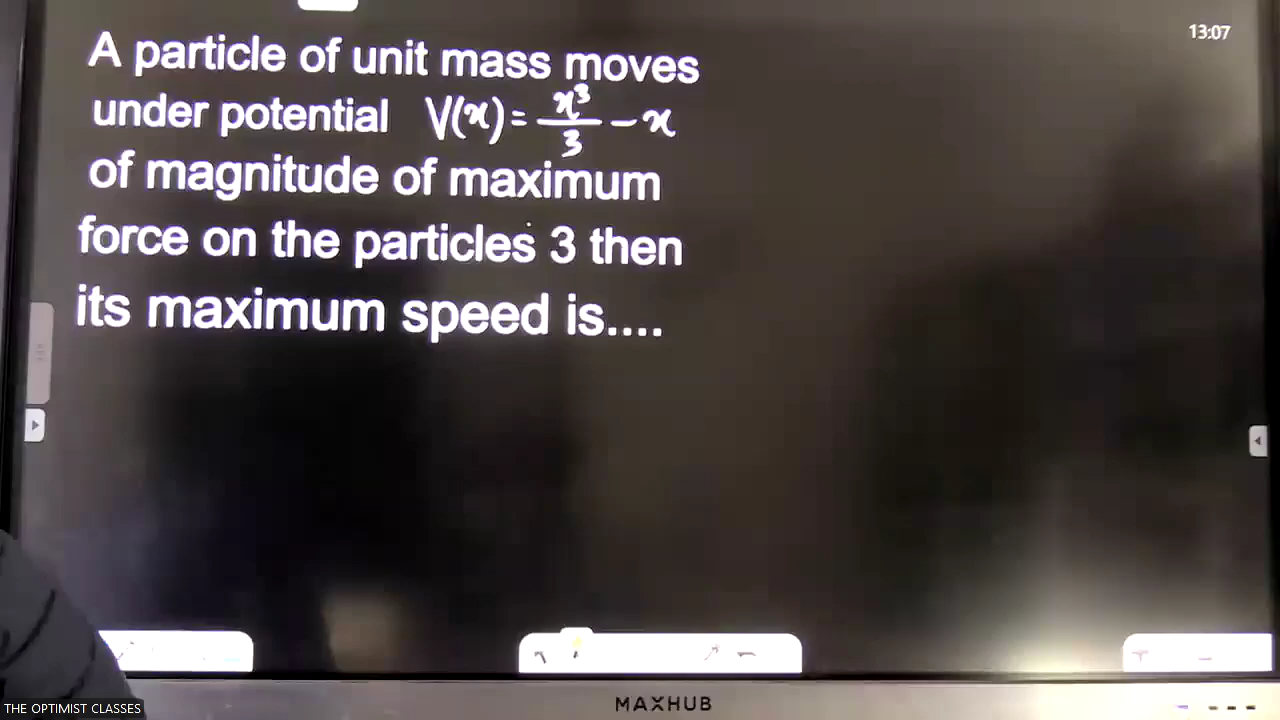 13:07
A particle of unit mass moves
under potential V(x) = x³/3 − x
of magnitude of maximum
force on the particles 3 then
its maximum speed is....
MAXHUB
THE OPTIMIST CLASSES